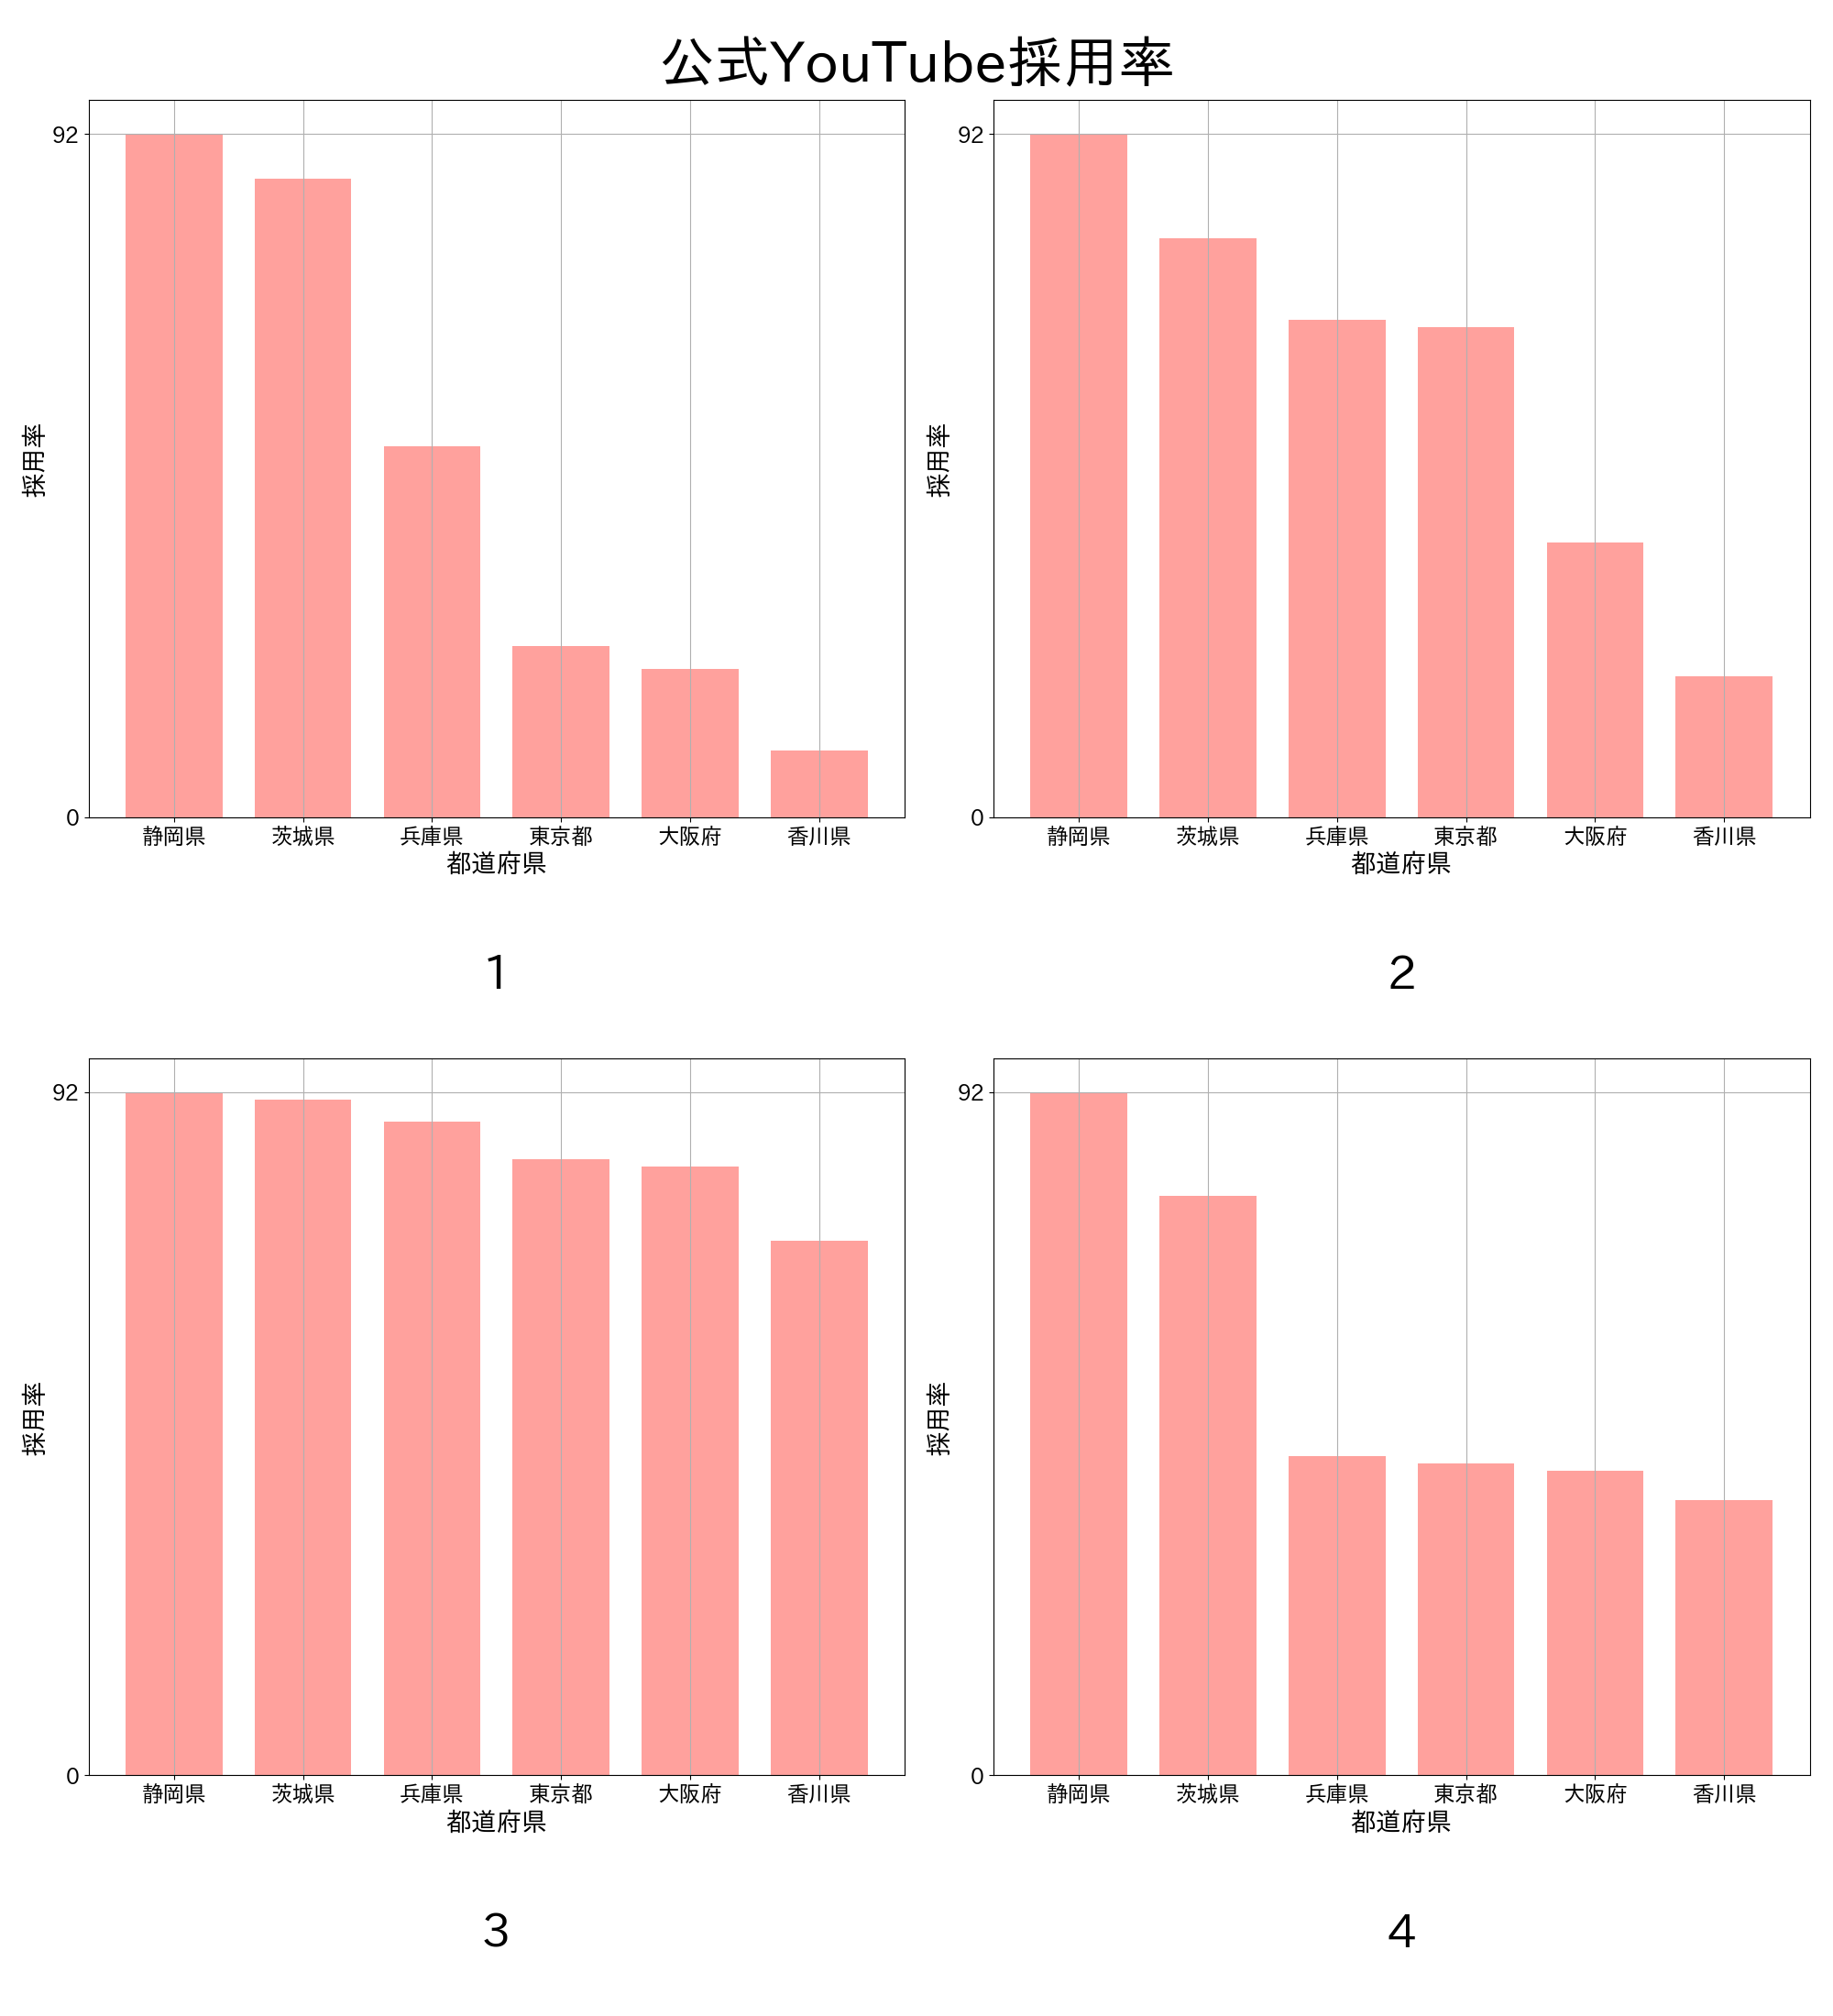 公式YouTube採用率
92
0
採用率
静岡県 茨城県 兵庫県 東京都 大阪府 香川県
都道府県
1
92
0
採用率
静岡県 茨城県 兵庫県 東京都 大阪府 香川県
都道府県
2
92
0
採用率
静岡県 茨城県 兵庫県 東京都 大阪府 香川県
都道府県
3
92
0
採用率
静岡県 茨城県 兵庫県 東京都 大阪府 香川県
都道府県
4